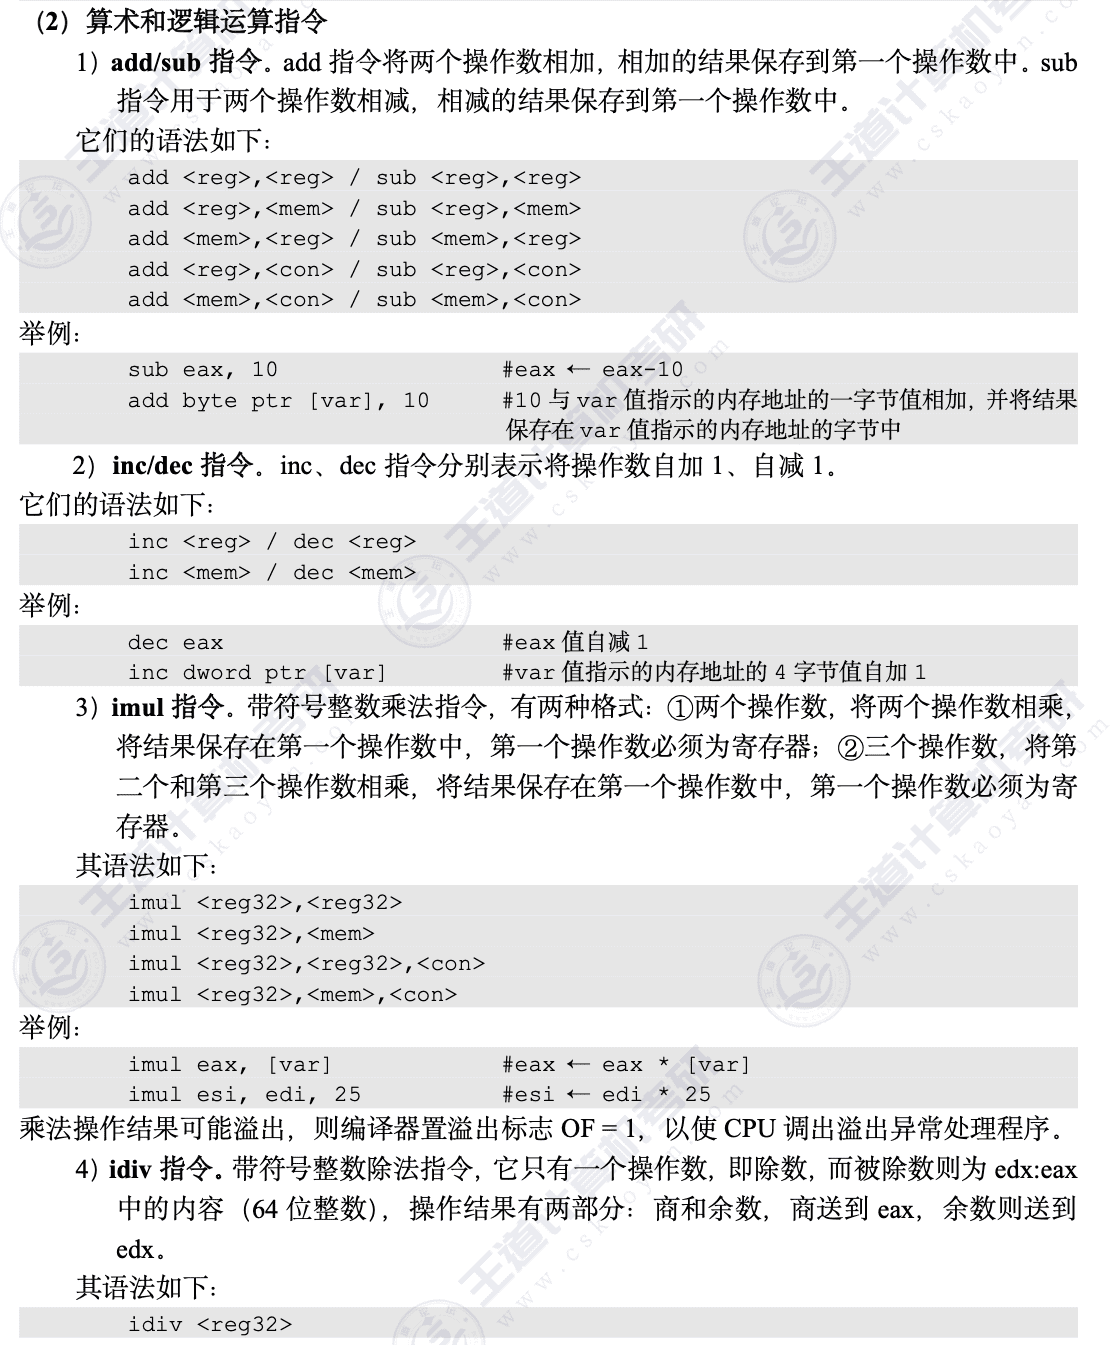 （2）算术和逻辑运算指令
1）add/sub 指令。add 指令将两个操作数相加，相加的结果保存到第一个操作数中。sub
指令用于两个操作数相减，相减的结果保存到第一个操作数中。
它们的语法如下：
add <reg>,<reg> / sub <reg>,<reg>
add <reg>,<mem> / sub <reg>,<mem>
add <mem>,<reg> / sub <mem>,<reg>
add <reg>,<con> / sub <reg>,<con>
add <mem>,<con> / sub <mem>,<con>
举例：
sub eax, 10 #eax ← eax-10
add byte ptr [var], 10 #10 与 var 值指示的内存地址的一字节值相加，并将结果
保存在 var 值指示的内存地址的字节中
2）inc/dec 指令。inc、dec 指令分别表示将操作数自加 1、自减 1。
它们的语法如下：
inc <reg> / dec <reg>
inc <mem> / dec <mem>
举例：
dec eax #eax 值自减 1
inc dword ptr [var] #var 值指示的内存地址的 4 字节值自加 1
3）imul 指令。带符号整数乘法指令，有两种格式：①两个操作数，将两个操作数相乘，
将结果保存在第一个操作数中，第一个操作数必须为寄存器；②三个操作数，将第
二个和第三个操作数相乘，将结果保存在第一个操作数中，第一个操作数必须为寄
存器。
其语法如下：
imul <reg32>,<reg32>
imul <reg32>,<mem>
imul <reg32>,<reg32>,<con>
imul <reg32>,<mem>,<con>
举例：
imul eax, [var] #eax ← eax * [var]
imul esi, edi, 25 #esi ← edi * 25
乘法操作结果可能溢出，则编译器置溢出标志 OF = 1，以使 CPU 调出溢出异常处理程序。
4）idiv 指令。带符号整数除法指令，它只有一个操作数，即除数，而被除数则为 edx:eax
中的内容（64 位整数），操作结果有两部分：商和余数，商送到 eax，余数则送到
edx。
其语法如下：
idiv <reg32>
王道计算机考研
www.cskaoyan.com